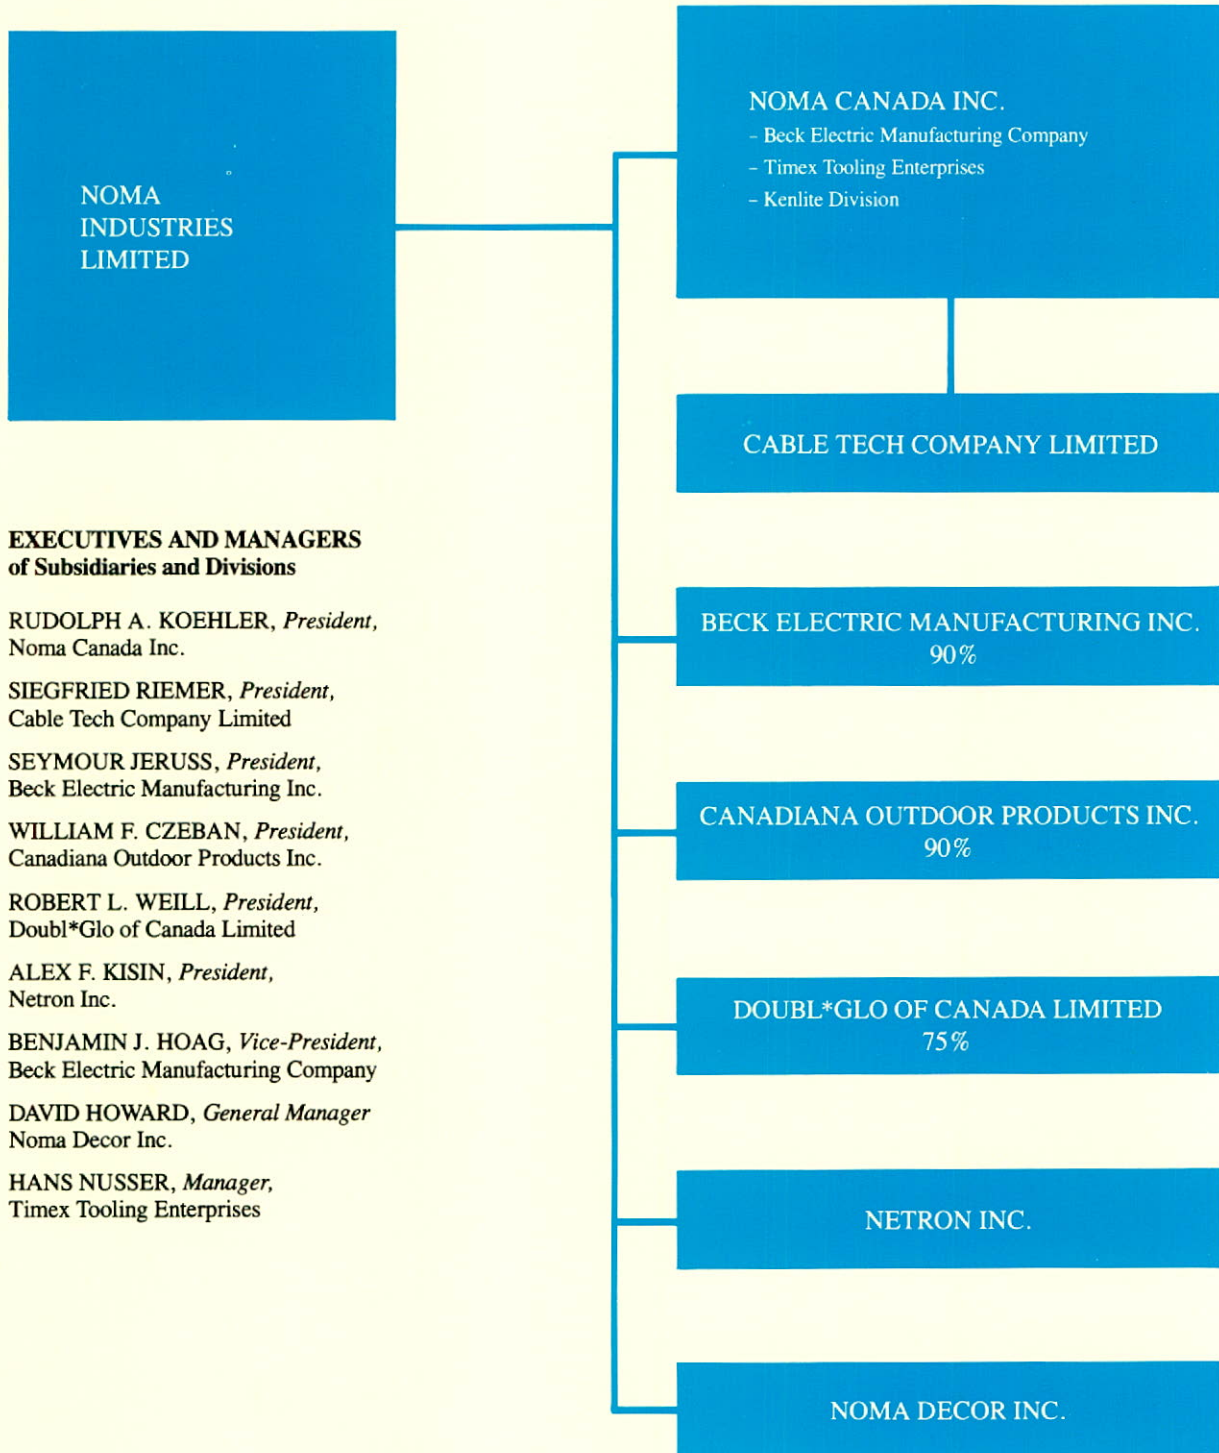 NOMA
INDUSTRIES
LIMITED
NOMA CANADA INC.
– Beck Electric Manufacturing Company
– Timex Tooling Enterprises
– Kenlite Division
CABLE TECH COMPANY LIMITED
BECK ELECTRIC MANUFACTURING INC.
90%
CANADIANA OUTDOOR PRODUCTS INC.
90%
DOUBL*GLO OF CANADA LIMITED
75%
NETRON INC.
NOMA DECOR INC.
EXECUTIVES AND MANAGERS
of Subsidiaries and Divisions
RUDOLPH A. KOEHLER, President,
Noma Canada Inc.
SIEGFRIED RIEMER, President,
Cable Tech Company Limited
SEYMOUR JERUSS, President,
Beck Electric Manufacturing Inc.
WILLIAM F. CZEBAN, President,
Canadiana Outdoor Products Inc.
ROBERT L. WEILL, President,
Doubl*Glo of Canada Limited
ALEX F. KISIN, President,
Netron Inc.
BENJAMIN J. HOAG, Vice-President,
Beck Electric Manufacturing Company
DAVID HOWARD, General Manager
Noma Decor Inc.
HANS NUSSER, Manager,
Timex Tooling Enterprises